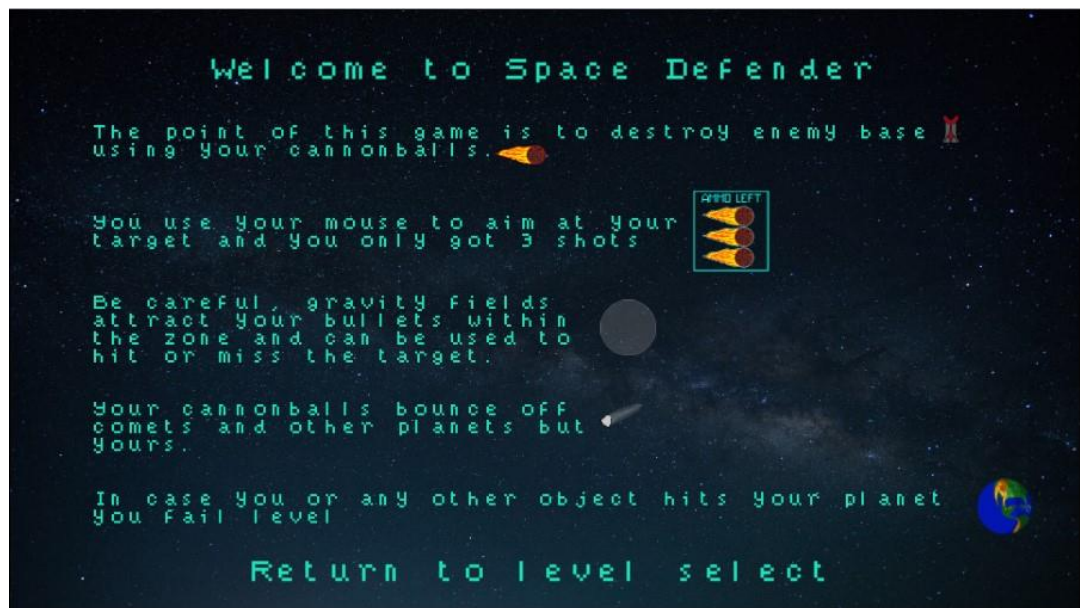 Welcome to Space Defender
The point of this game is to destroy enemy base
using your cannonballs.
You use your mouse to aim at your
target and you only got 3 shots
AMMO LEFT
Be careful, gravity fields
attract your bullets within
the zone and can be used to
hit or miss the target.
Your cannonballs bounce off
comets and other planets but
yours.
In case you or any other object hits your planet
you fail level
Return to level select